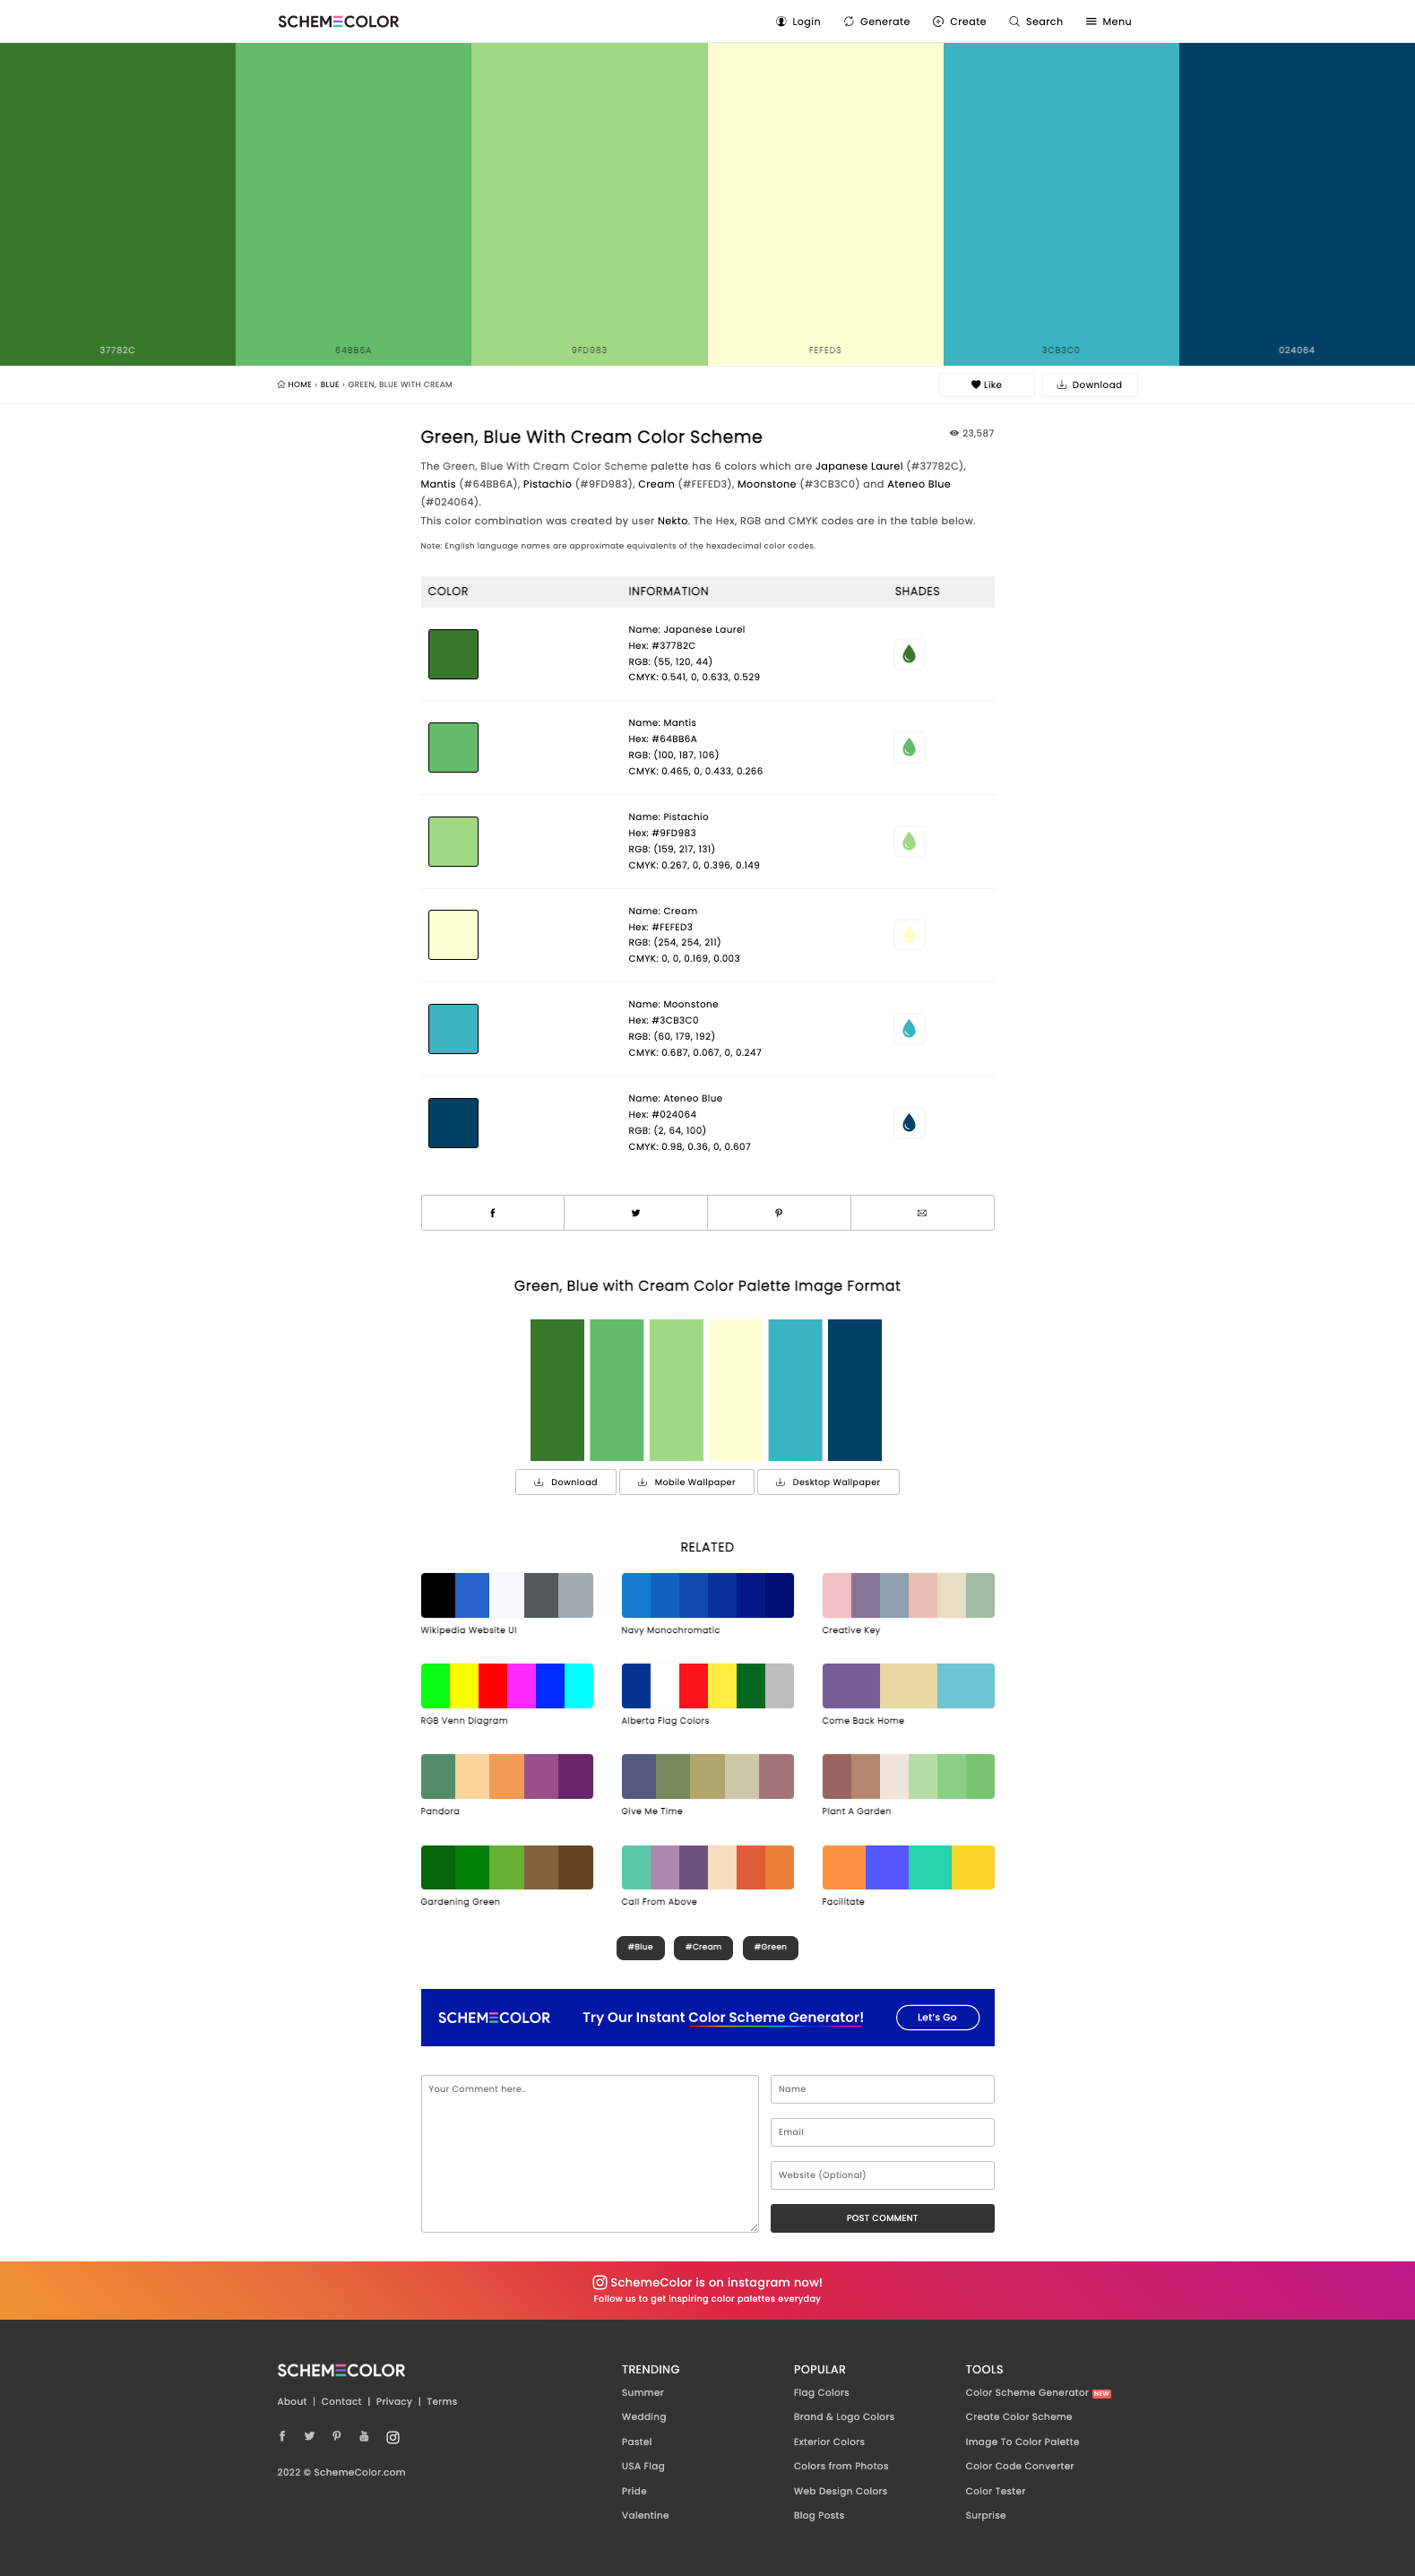 SCHEMECOLOR
Login Generate Create Search Menu
37782C 64BB6A 9FD983 FEFED3 3CB3C0 024064
HOME › BLUE › GREEN, BLUE WITH CREAM
Like Download
Green, Blue With Cream Color Scheme
23,587
The Green, Blue With Cream Color Scheme palette has 6 colors which are Japanese Laurel (#37782C),
Mantis (#64BB6A), Pistachio (#9FD983), Cream (#FEFED3), Moonstone (#3CB3C0) and Ateneo Blue
(#024064).
This color combination was created by user Nekto. The Hex, RGB and CMYK codes are in the table below.
Note: English language names are approximate equivalents of the hexadecimal color codes.
COLOR INFORMATION SHADES
Name: Japanese Laurel
Hex: #37782C
RGB: (55, 120, 44)
CMYK: 0.541, 0, 0.633, 0.529
Name: Mantis
Hex: #64BB6A
RGB: (100, 187, 106)
CMYK: 0.465, 0, 0.433, 0.266
Name: Pistachio
Hex: #9FD983
RGB: (159, 217, 131)
CMYK: 0.267, 0, 0.396, 0.149
Name: Cream
Hex: #FEFED3
RGB: (254, 254, 211)
CMYK: 0, 0, 0.169, 0.003
Name: Moonstone
Hex: #3CB3C0
RGB: (60, 179, 192)
CMYK: 0.687, 0.067, 0, 0.247
Name: Ateneo Blue
Hex: #024064
RGB: (2, 64, 100)
CMYK: 0.98, 0.36, 0, 0.607
Green, Blue with Cream Color Palette Image Format
Download Mobile Wallpaper Desktop Wallpaper
RELATED
Wikipedia Website UI Navy Monochromatic Creative Key
RGB Venn Diagram Alberta Flag Colors Come Back Home
Pandora Give Me Time Plant A Garden
Gardening Green Call From Above Facilitate
#Blue #Cream #Green
SCHEMECOLOR Try Our Instant Color Scheme Generator! Let's Go
Your Comment here..
Name
Email
Website (Optional)
POST COMMENT
SchemeColor is on instagram now!
Follow us to get inspiring color palettes everyday
SCHEMECOLOR
About | Contact | Privacy | Terms
2022 © SchemeColor.com
TRENDING
Summer
Wedding
Pastel
USA Flag
Pride
Valentine
POPULAR
Flag Colors
Brand & Logo Colors
Exterior Colors
Colors from Photos
Web Design Colors
Blog Posts
TOOLS
Color Scheme Generator NEW
Create Color Scheme
Image To Color Palette
Color Code Converter
Color Tester
Surprise